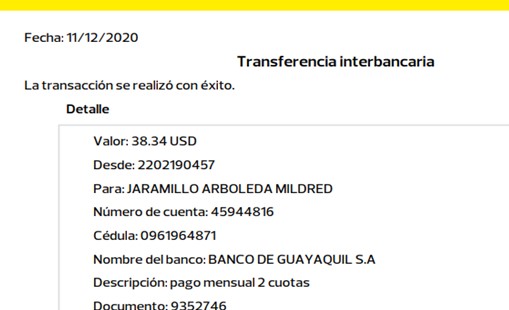 Fecha: 11/12/2020
Transferencia interbancaria
La transacción se realizó con éxito.
Detalle
Valor: 38.34 USD
Desde: 2202190457
Para: JARAMILLO ARBOLEDA MILDRED
Número de cuenta: 45944816
Cédula: 0961964871
Nombre del banco: BANCO DE GUAYAQUIL S.A
Descripción: pago mensual 2 cuotas
Documento: 9352746